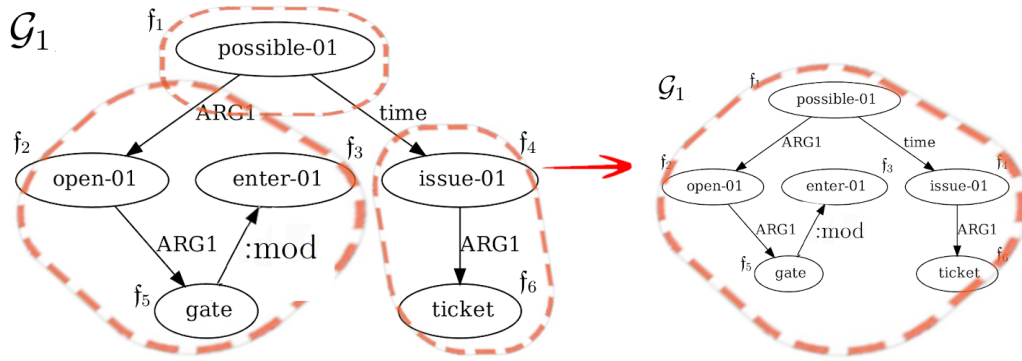 𝒢₁
𝔣₁
possible-01
ARG1
time
𝔣₂
𝔣₃
𝔣₄
open-01
enter-01
issue-01
ARG1
:mod
ARG1
𝔣₅
𝔣₆
gate
ticket
𝒢₁
𝔣₁
possible-01
ARG1
time
𝔣₂
𝔣₃
𝔣₄
open-01
enter-01
issue-01
ARG1
:mod
ARG1
𝔣₅
𝔣₆
gate
ticket